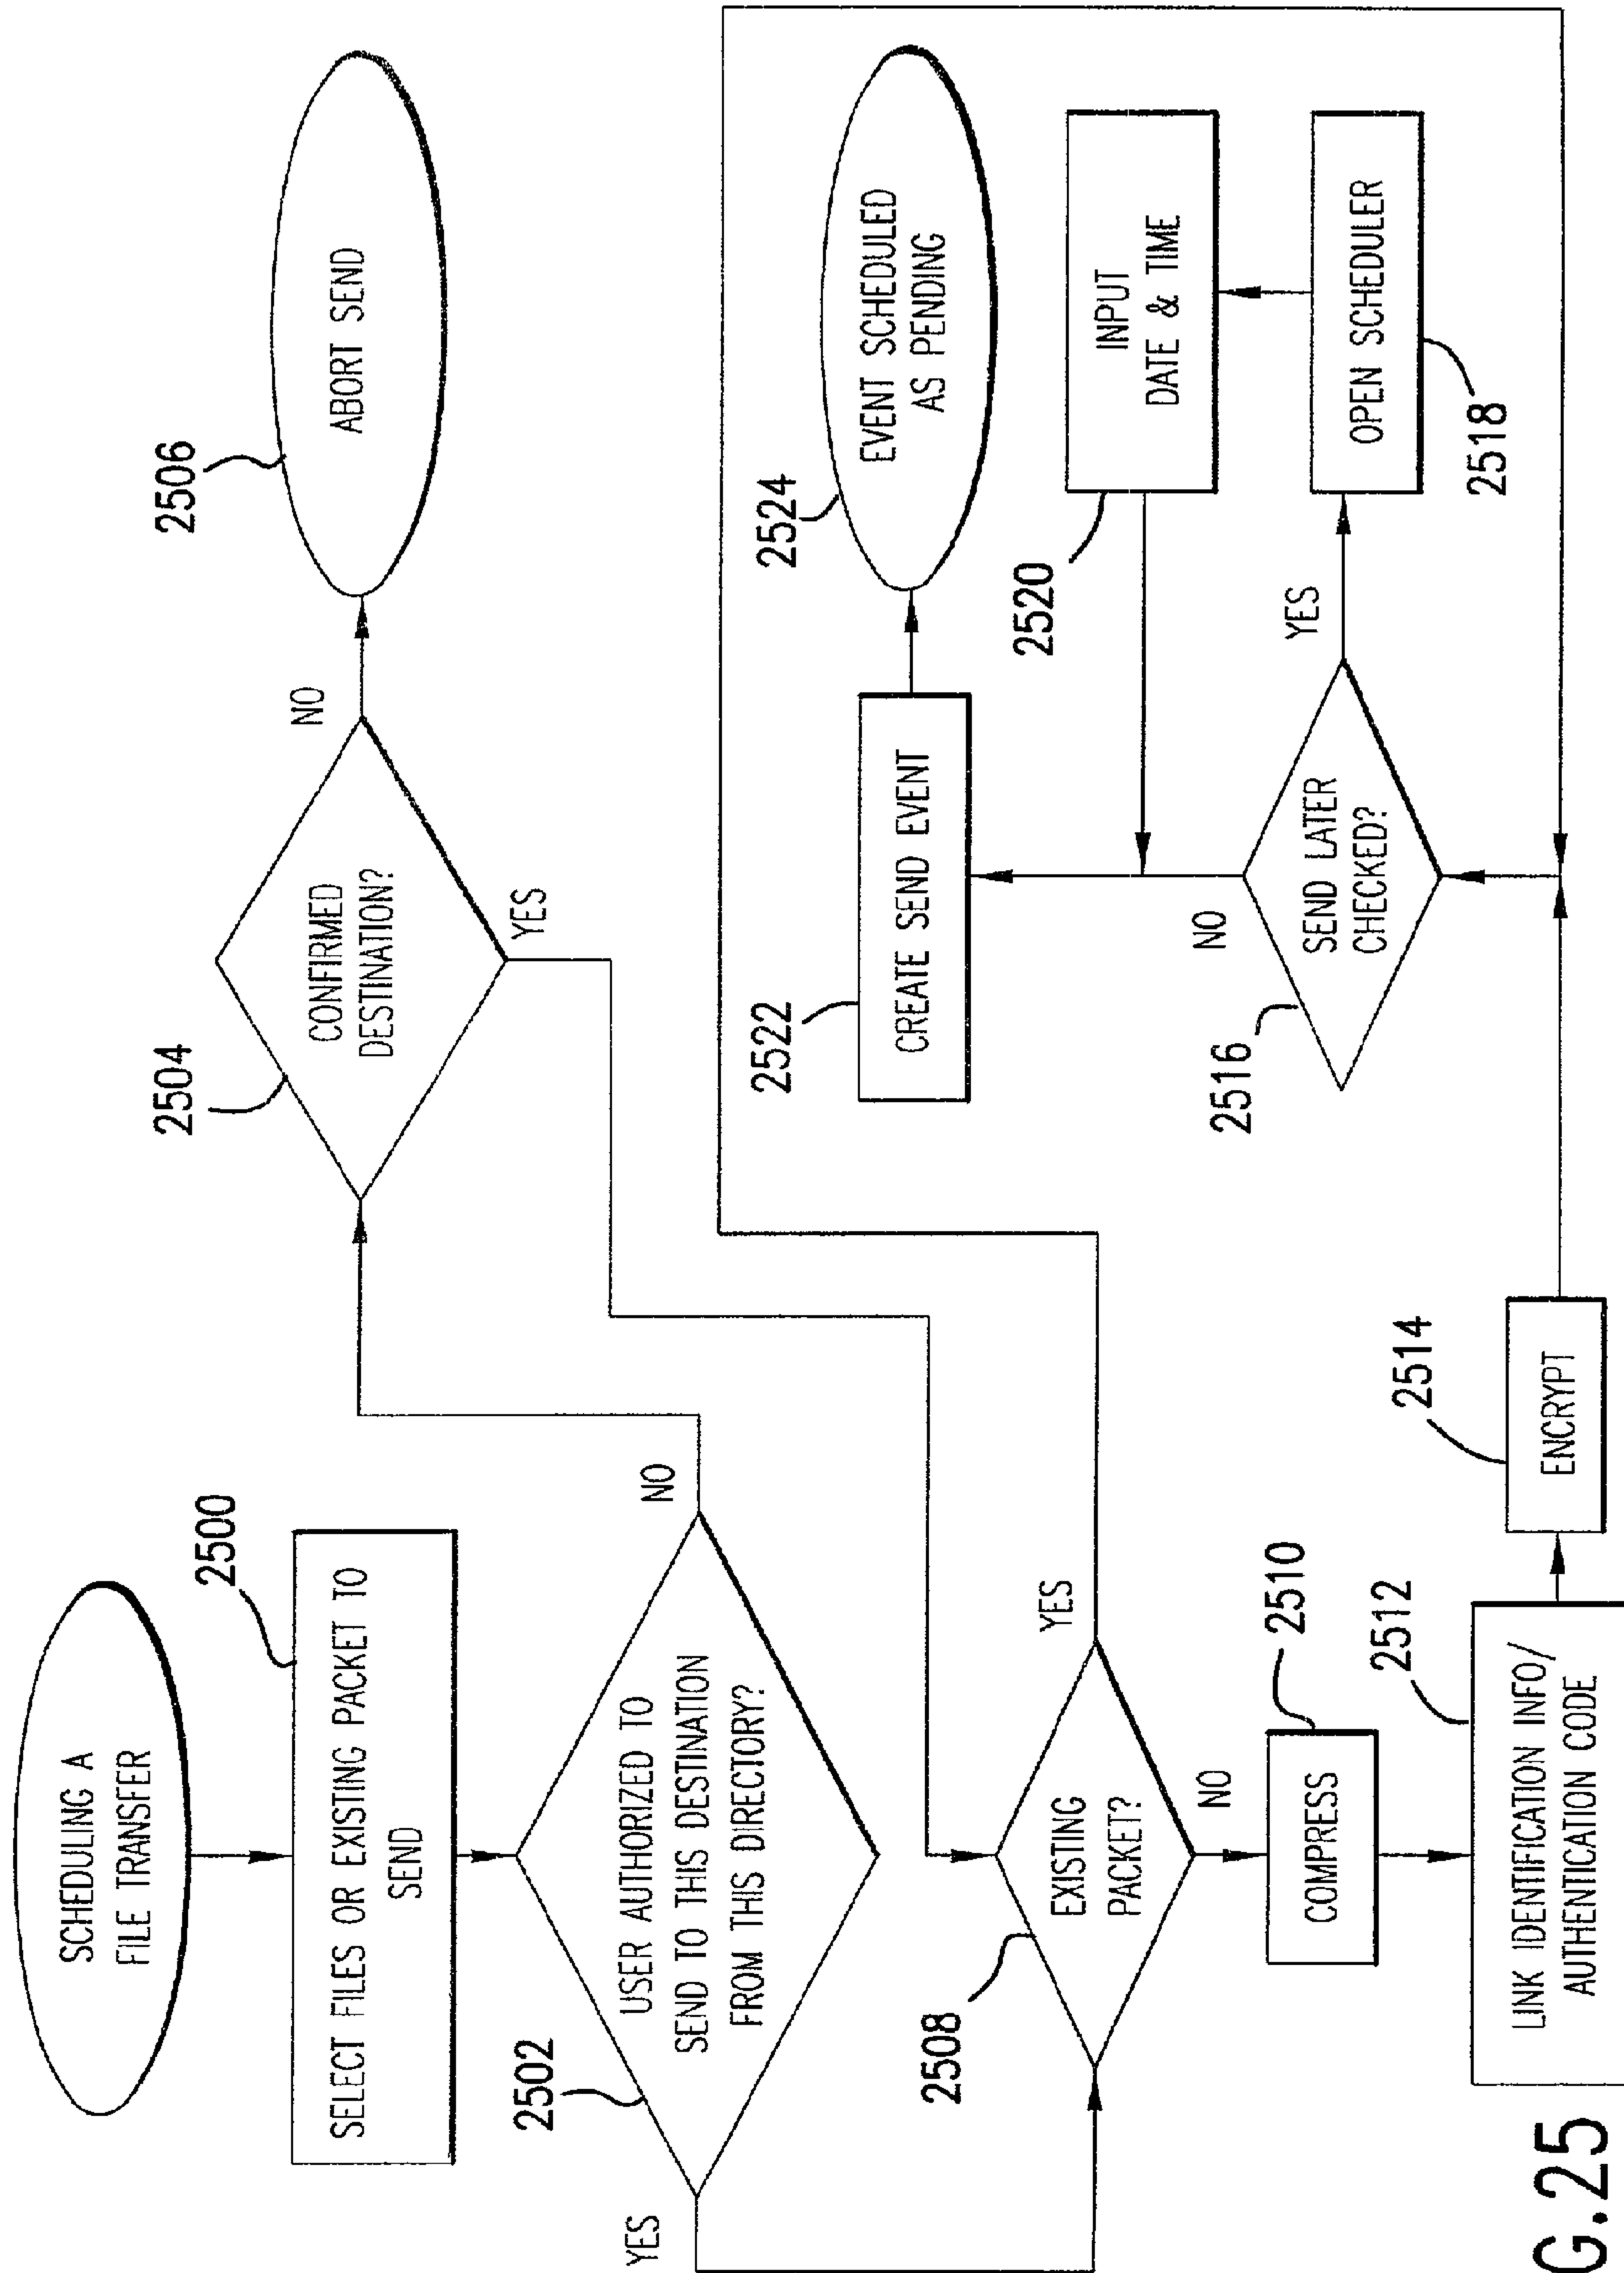 SCHEDULING A
FILE TRANSFER
2500
SELECT FILES OR EXISTING PACKET TO
SEND
2502
USER AUTHORIZED TO
SEND TO THIS DESTINATION
FROM THIS DIRECTORY?
YES
NO
2504
CONFIRMED
DESTINATION?
NO
YES
2506
ABORT SEND
2508
EXISTING
PACKET?
YES
NO
2510
COMPRESS
2512
LINK IDENTIFICATION INFO/
AUTHENTICATION CODE
2514
ENCRYPT
2516
SEND LATER
CHECKED?
NO
YES
2518
OPEN SCHEDULER
2520
INPUT
DATE & TIME
2522
CREATE SEND EVENT
2524
EVENT SCHEDULED
AS PENDING
G.25